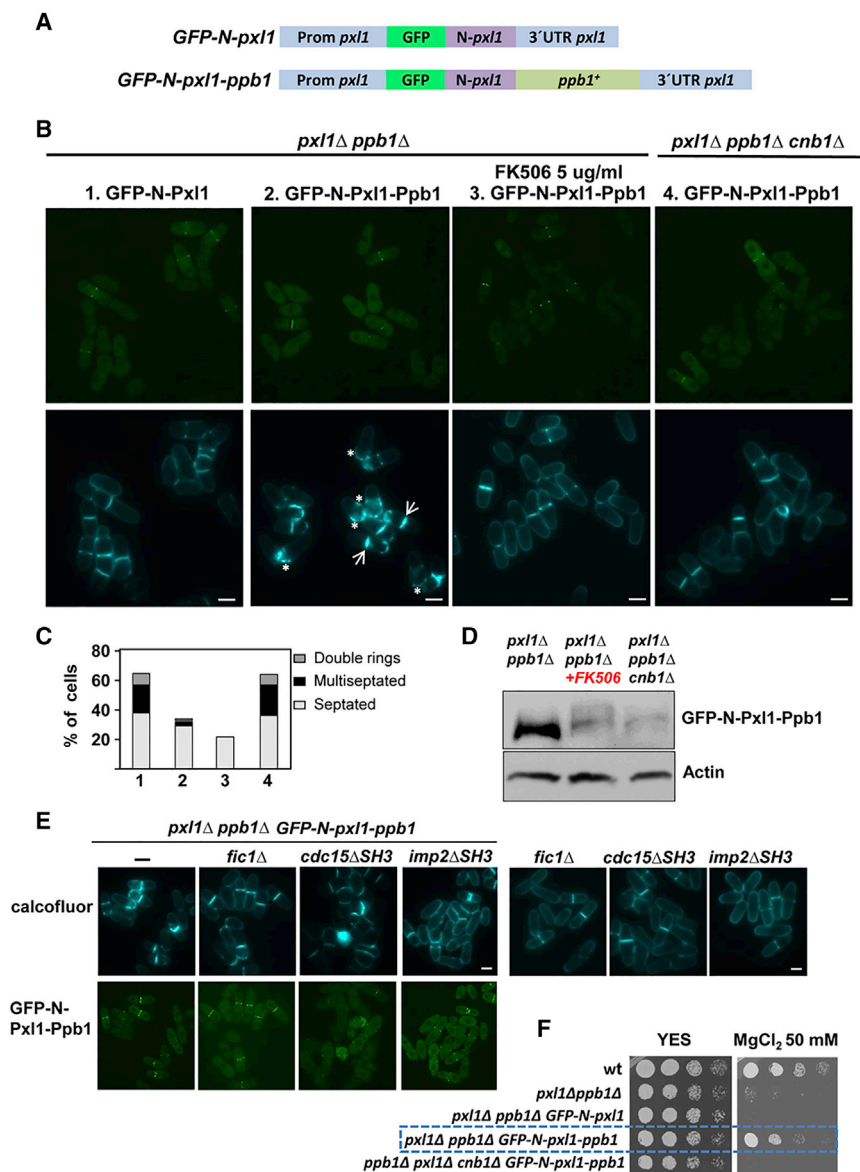 A
GFP-N-pxl1 Prom pxl1 GFP N-pxl1 3´UTR pxl1
GFP-N-pxl1-ppb1 Prom pxl1 GFP N-pxl1 ppb1+ 3´UTR pxl1
B
pxl1Δ ppb1Δ pxl1Δ ppb1Δ cnb1Δ
FK506 5 ug/ml
1. GFP-N-Pxl1 2. GFP-N-Pxl1-Ppb1 3. GFP-N-Pxl1-Ppb1 4. GFP-N-Pxl1-Ppb1
* * * * *
C
% of cells
80
60
40
20
1 2 3 4
Double rings
Multiseptated
Septated
D
pxl1Δ pxl1Δ pxl1Δ
ppb1Δ ppb1Δ ppb1Δ
+FK506 cnb1Δ
GFP-N-Pxl1-Ppb1
Actin
E
pxl1Δ ppb1Δ GFP-N-pxl1-ppb1
– fic1Δ cdc15ΔSH3 imp2ΔSH3 fic1Δ cdc15ΔSH3 imp2ΔSH3
calcofluor
GFP-N-
Pxl1-Ppb1
F
YES MgCl2 50 mM
wt
pxl1Δppb1Δ
pxl1Δ ppb1Δ GFP-N-pxl1
pxl1Δ ppb1Δ GFP-N-pxl1-ppb1
ppb1Δ pxl1Δ cnb1Δ GFP-N-pxl1-ppb1